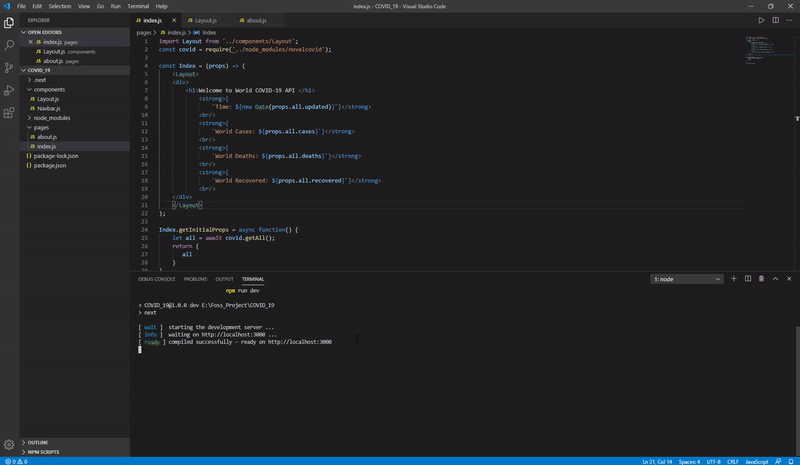 File Edit Selection View Go Run Terminal Help
index.js - COVID_19 - Visual Studio Code
EXPLORER
OPEN EDITORS
JS index.js pages
JS Layout.js components
JS about.js pages
COVID_19
.next
components
JS Layout.js
JS Navbar.js
node_modules
pages
JS about.js
JS index.js
{} package-lock.json
{} package.json
OUTLINE
NPM SCRIPTS
JS index.js JS Layout.js JS about.js
pages > JS index.js > Index
1 import Layout from '../components/Layout';
2 const covid = require('../node_modules/novelcovid');
3
4 const Index = (props) => (
5 <Layout>
6 <div>
7 <h1>Welcome to World COVID-19 API </h1>
8 <strong>{
9 `Time: ${new Date(props.all.updated)}`}</strong>
10 <br/>
11 <strong>{
12 `World Cases: ${props.all.cases}`}</strong>
13 <br/>
14 <strong>{
15 `World Deaths: ${props.all.deaths}`}</strong>
16 <br/>
17 <strong>{
18 `World Recovered: ${props.all.recovered}`}</strong>
19 <br/>
20 </div>
21 </Layout>
22 );
23
24 Index.getInitialProps = async function() {
25 let all = await covid.getAll();
26 return {
27 all
28 }
DEBUG CONSOLE PROBLEMS OUTPUT TERMINAL 1: node
npm run dev
> COVID_19@1.0.0 dev E:\Foss_Project\COVID_19
> next
[ wait ] starting the development server ...
[ info ] waiting on http://localhost:3000 ...
[ ready ] compiled successfully - ready on http://localhost:3000
0 0 Ln 21, Col 14 Spaces: 4 UTF-8 CRLF JavaScript